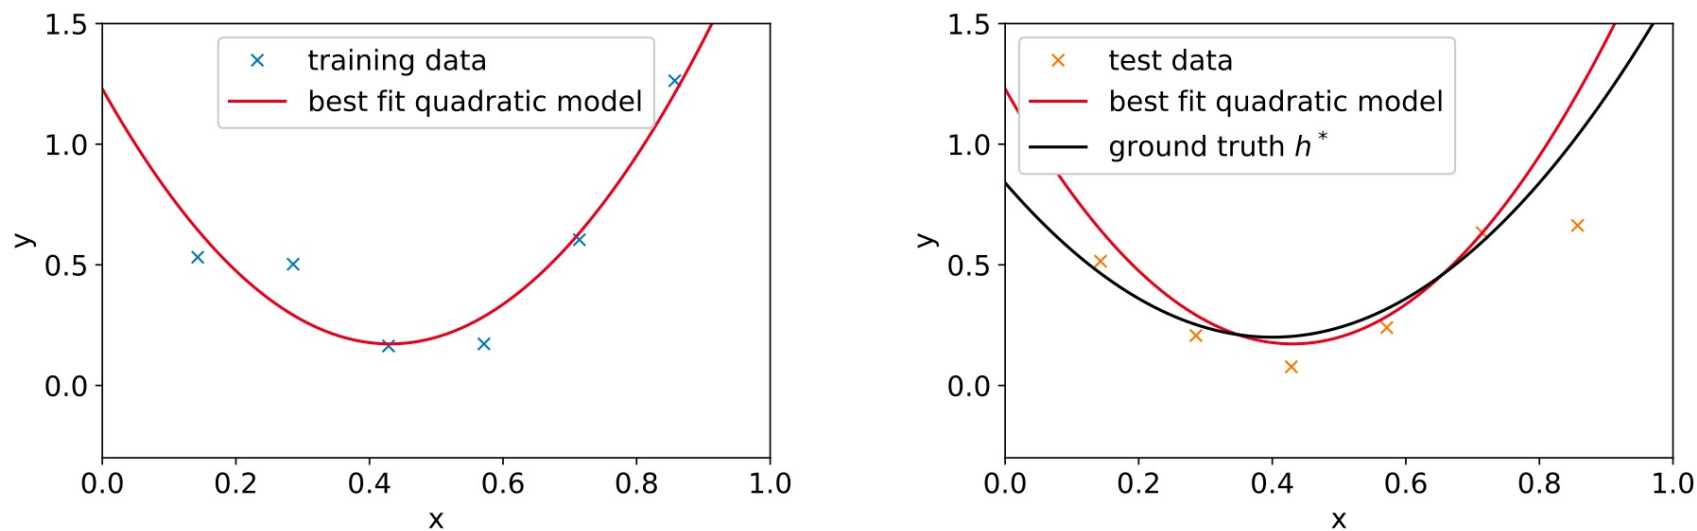 1.5
training data
best fit quadratic model
1.0
y
0.5
0.0
0.0 0.2 0.4 0.6 0.8 1.0
x
1.5
test data
best fit quadratic model
ground truth h*
1.0
y
0.5
0.0
0.0 0.2 0.4 0.6 0.8 1.0
x